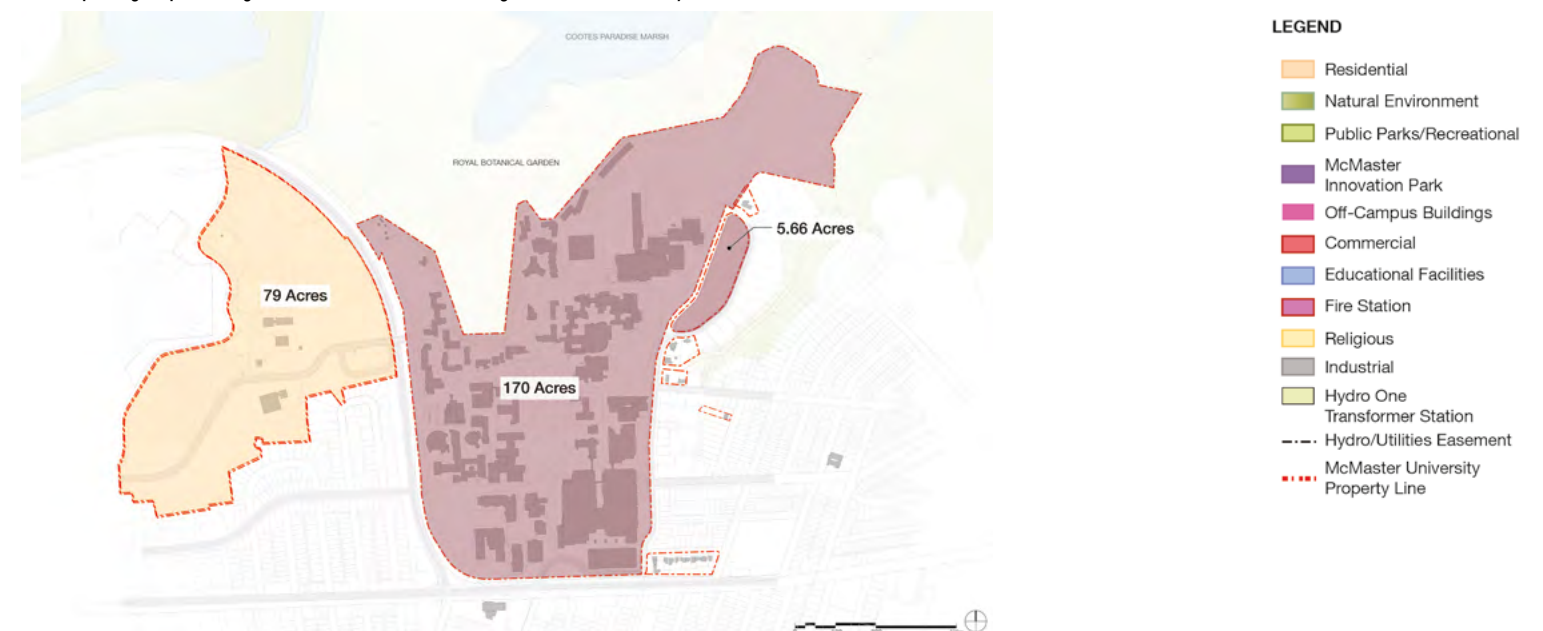 COOTES PARADISE MARSH
ROYAL BOTANICAL GARDEN
5.66 Acres
79 Acres
170 Acres
LEGEND
Residential
Natural Environment
Public Parks/Recreational
McMaster
Innovation Park
Off-Campus Buildings
Commercial
Educational Facilities
Fire Station
Religious
Industrial
Hydro One
Transformer Station
Hydro/Utilities Easement
McMaster University
Property Line